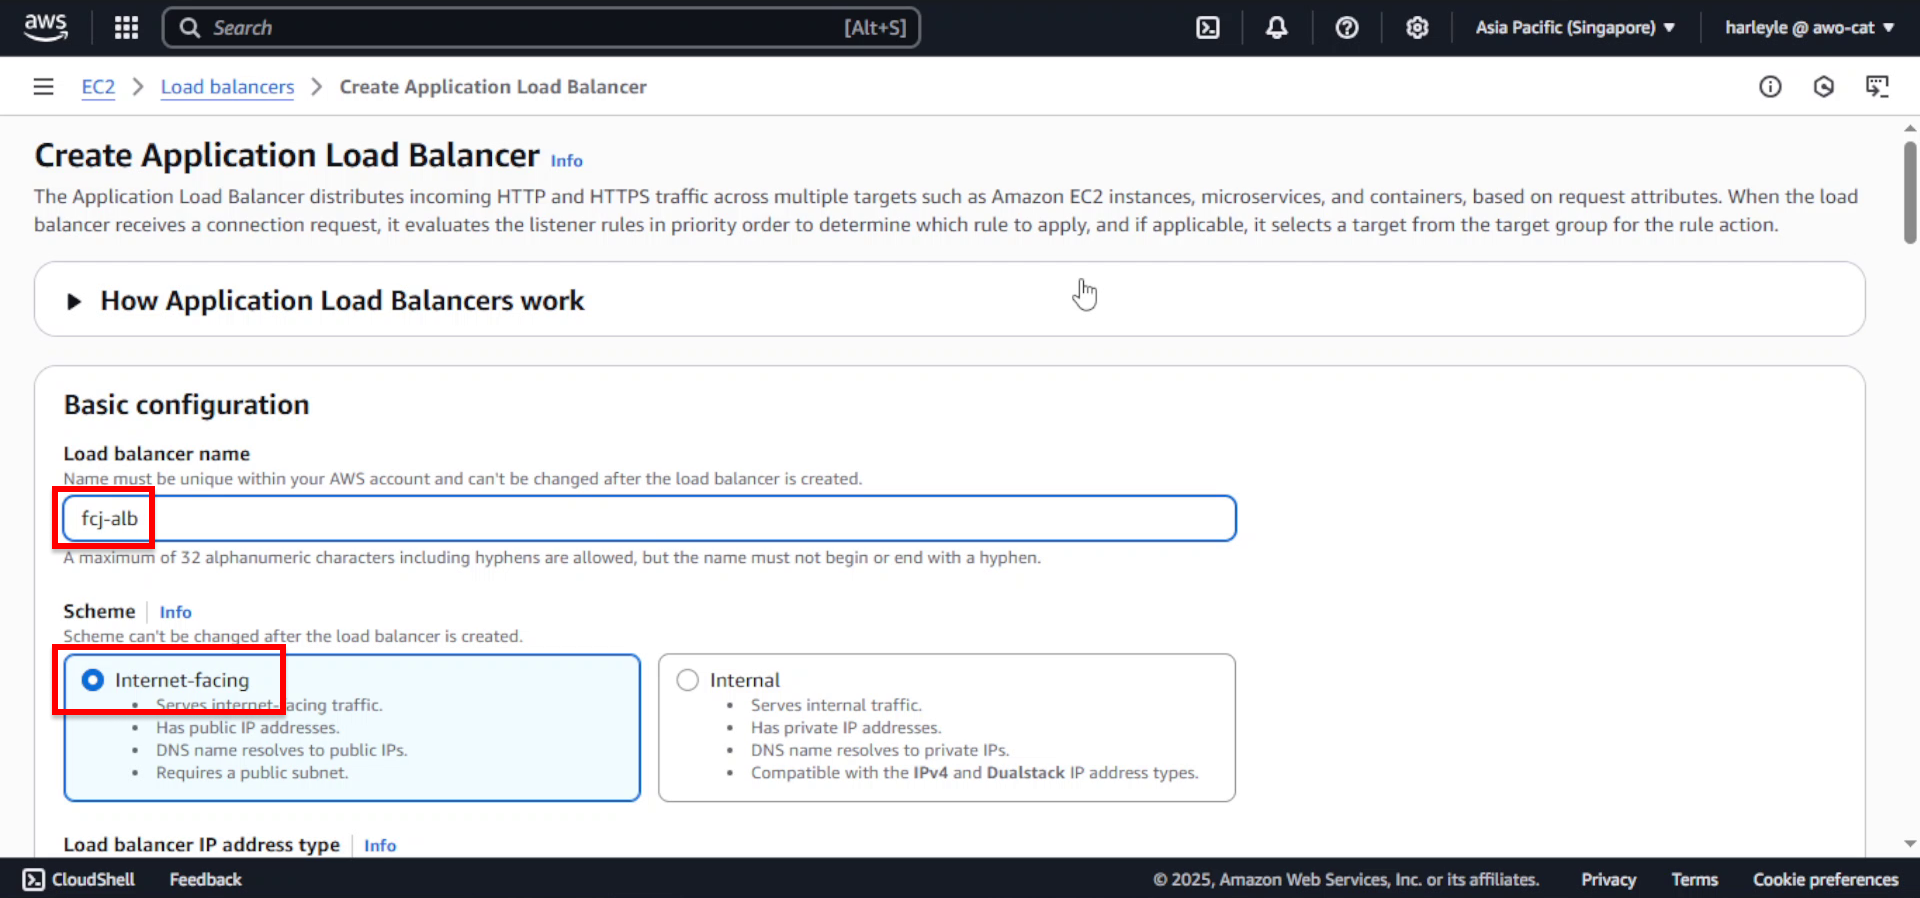 aws
Search [Alt+S]
Asia Pacific (Singapore) harleyle @ awo-cat
EC2 Load balancers Create Application Load Balancer
Create Application Load Balancer Info
The Application Load Balancer distributes incoming HTTP and HTTPS traffic across multiple targets such as Amazon EC2 instances, microservices, and containers, based on request attributes. When the load
balancer receives a connection request, it evaluates the listener rules in priority order to determine which rule to apply, and if applicable, it selects a target from the target group for the rule action.
How Application Load Balancers work
Basic configuration
Load balancer name
Name must be unique within your AWS account and can't be changed after the load balancer is created.
fcj-alb
A maximum of 32 alphanumeric characters including hyphens are allowed, but the name must not begin or end with a hyphen.
Scheme Info
Scheme can't be changed after the load balancer is created.
Internet-facing
• Serves internet-facing traffic.
• Has public IP addresses.
• DNS name resolves to public IPs.
• Requires a public subnet.
Internal
• Serves internal traffic.
• Has private IP addresses.
• DNS name resolves to private IPs.
• Compatible with the IPv4 and Dualstack IP address types.
Load balancer IP address type Info
CloudShell Feedback © 2025, Amazon Web Services, Inc. or its affiliates. Privacy Terms Cookie preferences